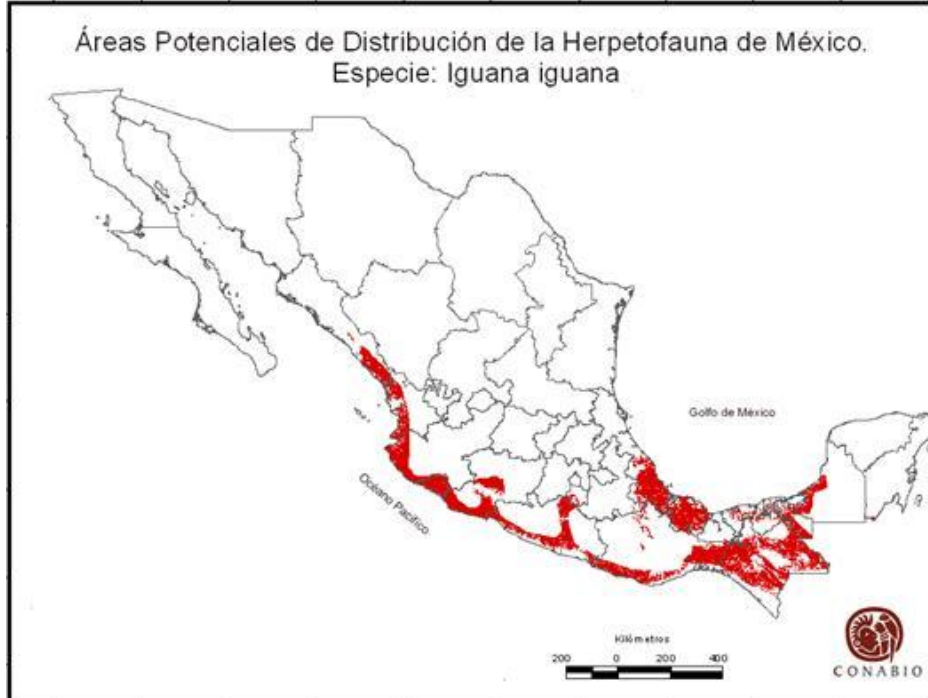 Áreas Potenciales de Distribución de la Herpetofauna de México.
Especie: Iguana iguana
Golfo de México
Océano Pacífico
Kilómetros
200 0 200 400
CONABIO